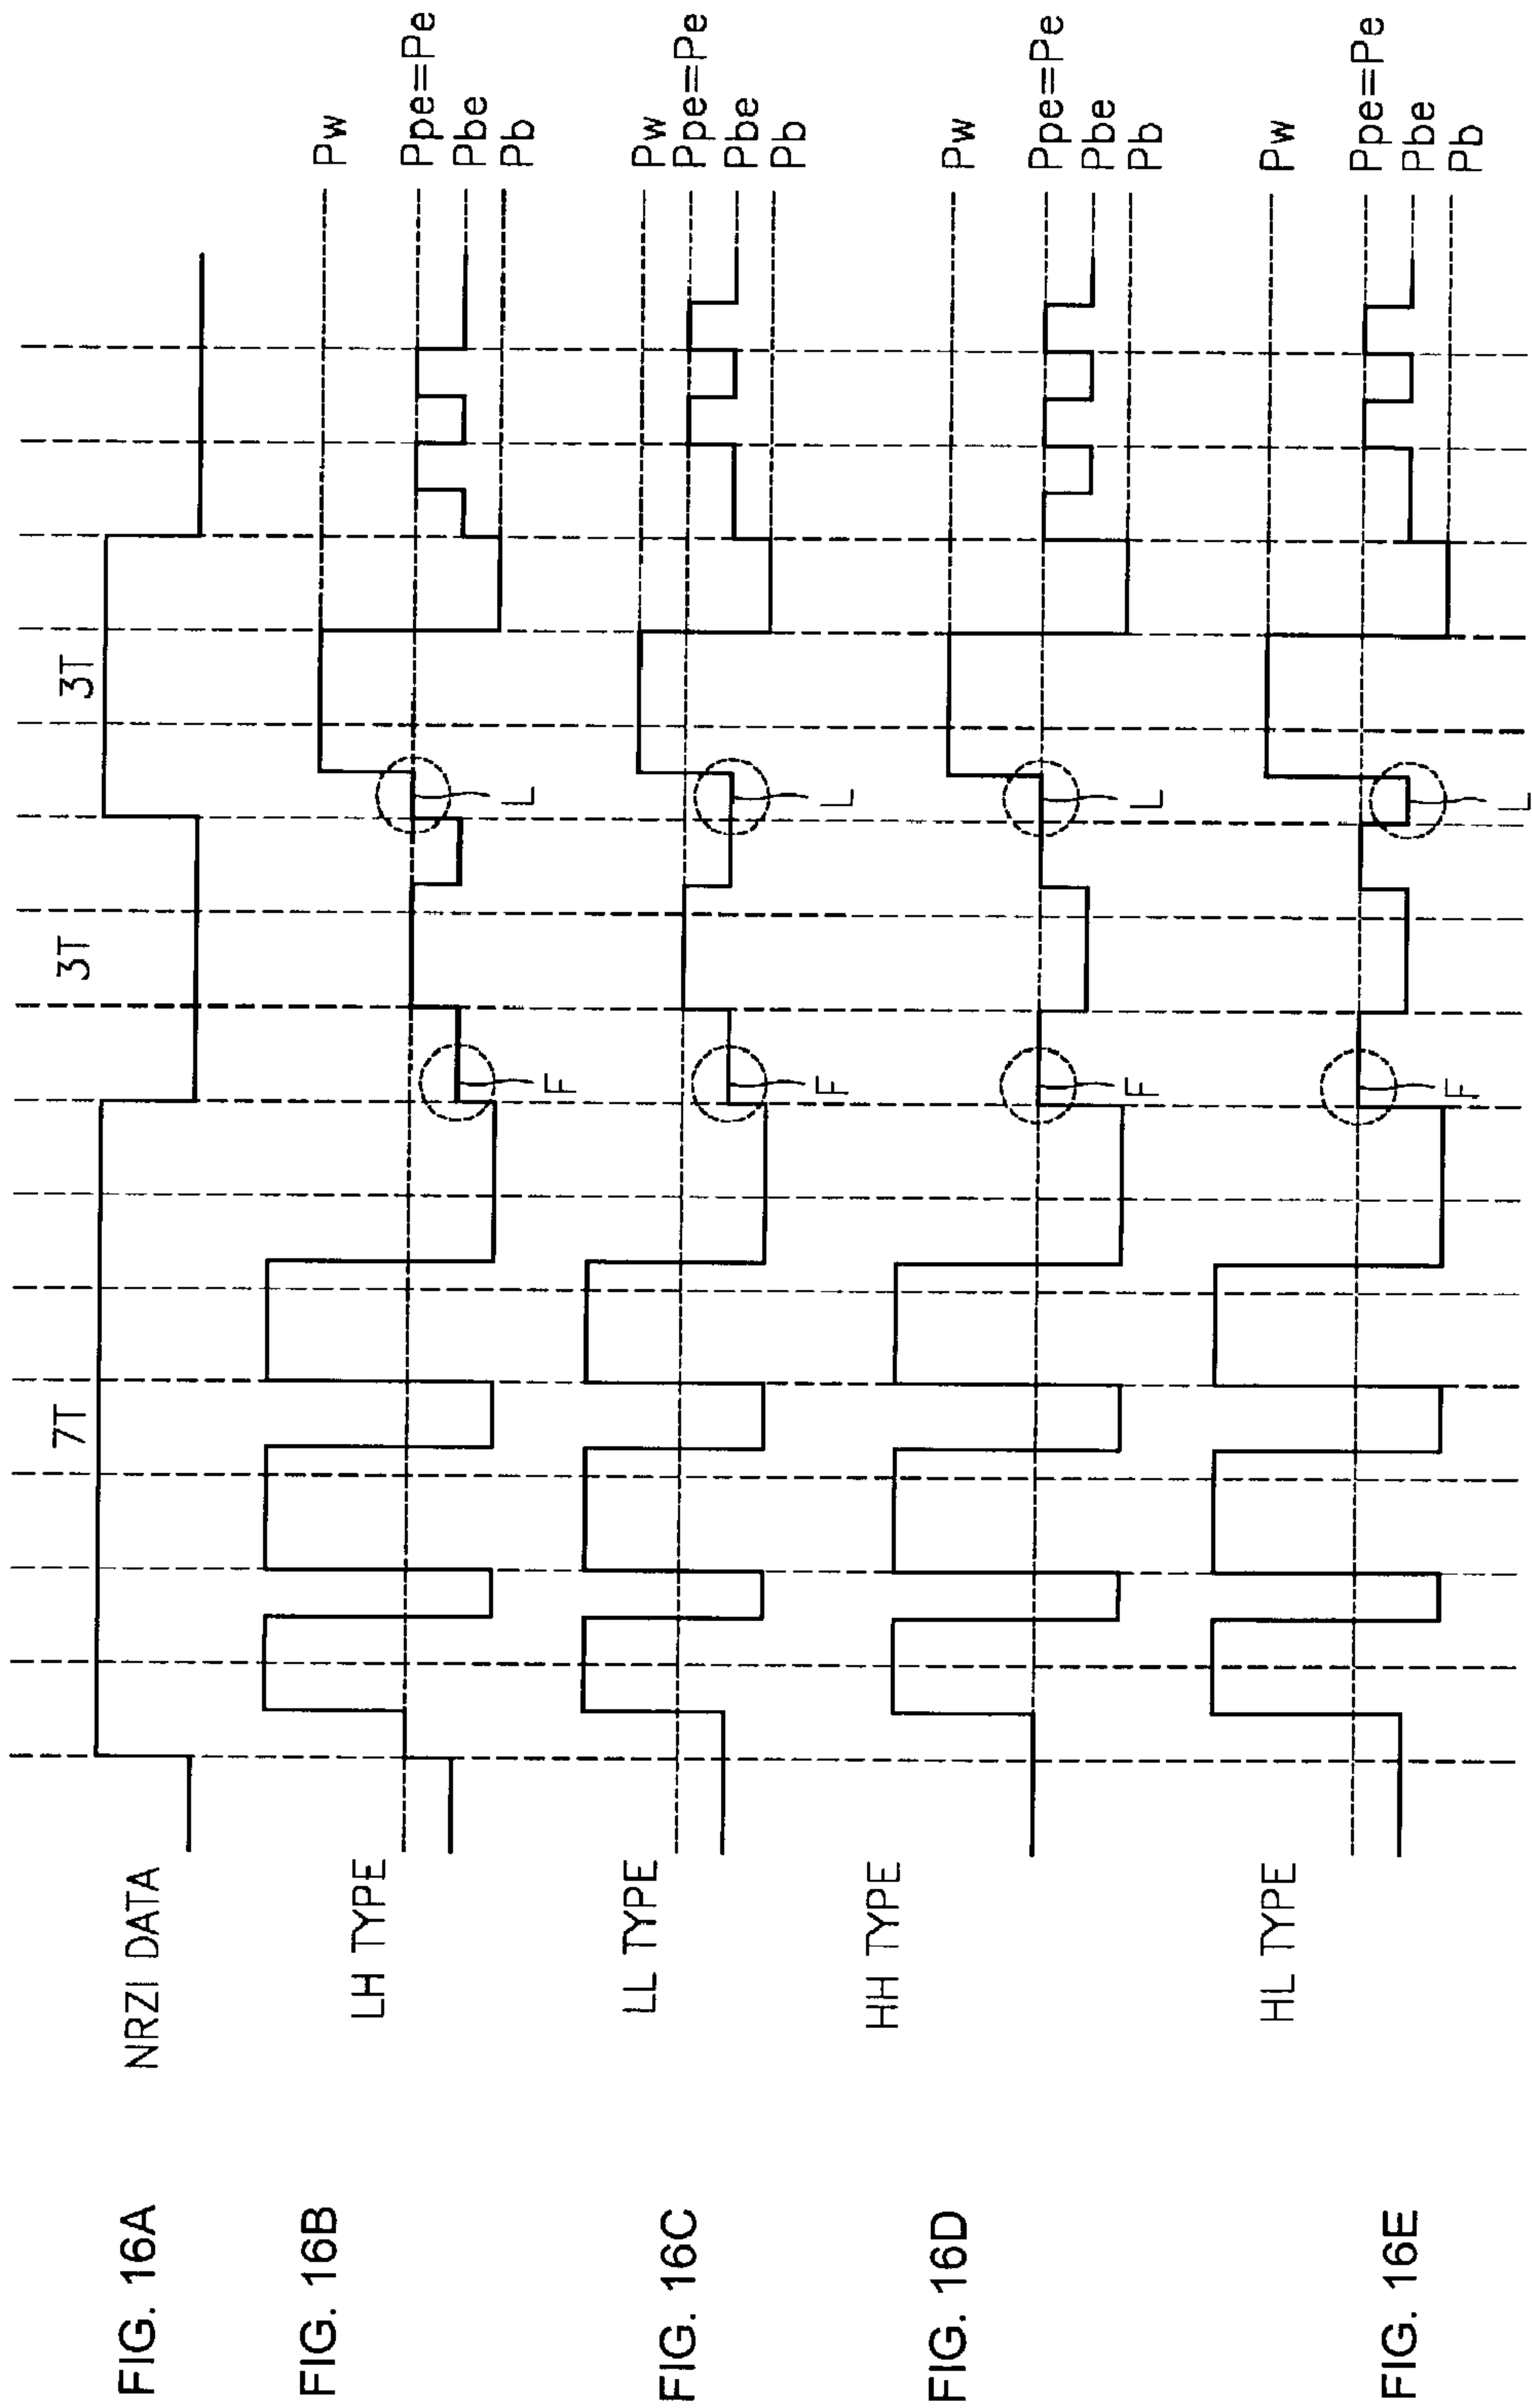 FIG. 16A
NRZI DATA
7T
3T
3T
FIG. 16B
LH TYPE
F
L
Pw
Ppe=Pe
Pbe
Pb
FIG. 16C
LL TYPE
F
L
Pw
Ppe=Pe
Pbe
Pb
FIG. 16D
HH TYPE
F
L
Pw
Ppe=Pe
Pbe
Pb
FIG. 16E
HL TYPE
F
L
Pw
Ppe=Pe
Pbe
Pb